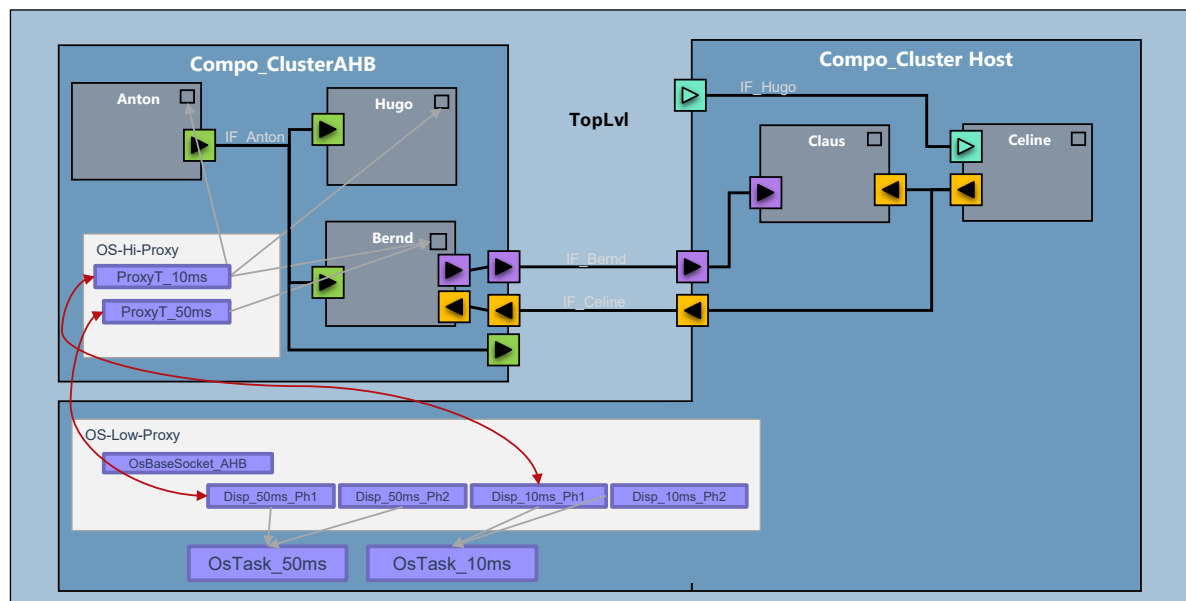 Compo_ClusterAHB
Compo_Cluster Host
Anton
Hugo
IF_Anton
IF_Hugo
TopLvl
Claus
Celine
Bernd
OS-Hi-Proxy
ProxyT_10ms
ProxyT_50ms
IF_Bernd
IF_Celine
OS-Low-Proxy
OsBaseSocket_AHB
Disp_50ms_Ph1
Disp_50ms_Ph2
Disp_10ms_Ph1
Disp_10ms_Ph2
OsTask_50ms
OsTask_10ms